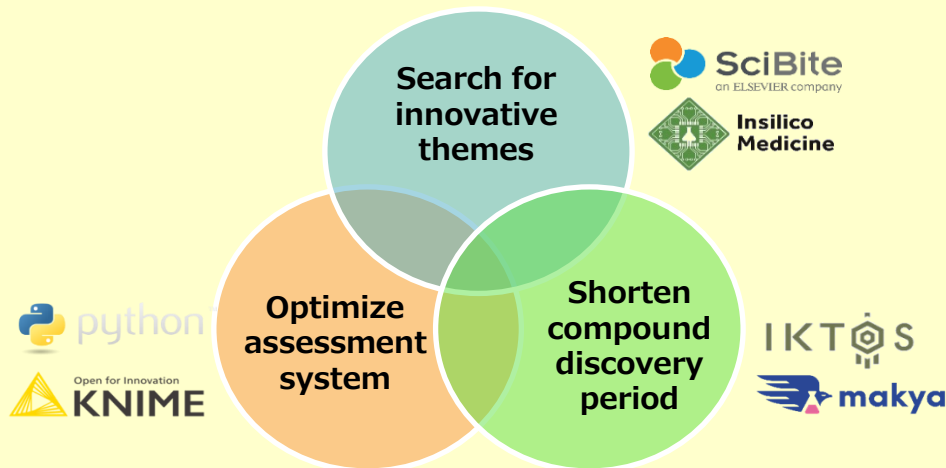 Search for
innovative
themes
SciBite
an ELSEVIER company
Insilico
Medicine
Optimize
assessment
system
Shorten
compound
discovery
period
python
Open for Innovation
KNIME
IKTOS
makya